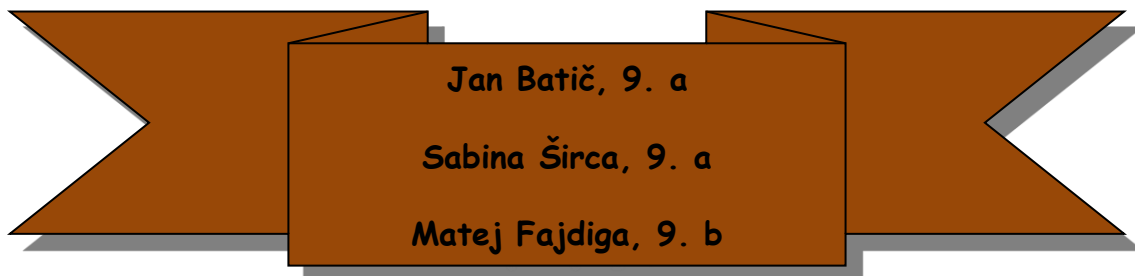 Jan Batič, 9. a
Sabina Širca, 9. a
Matej Fajdiga, 9. b